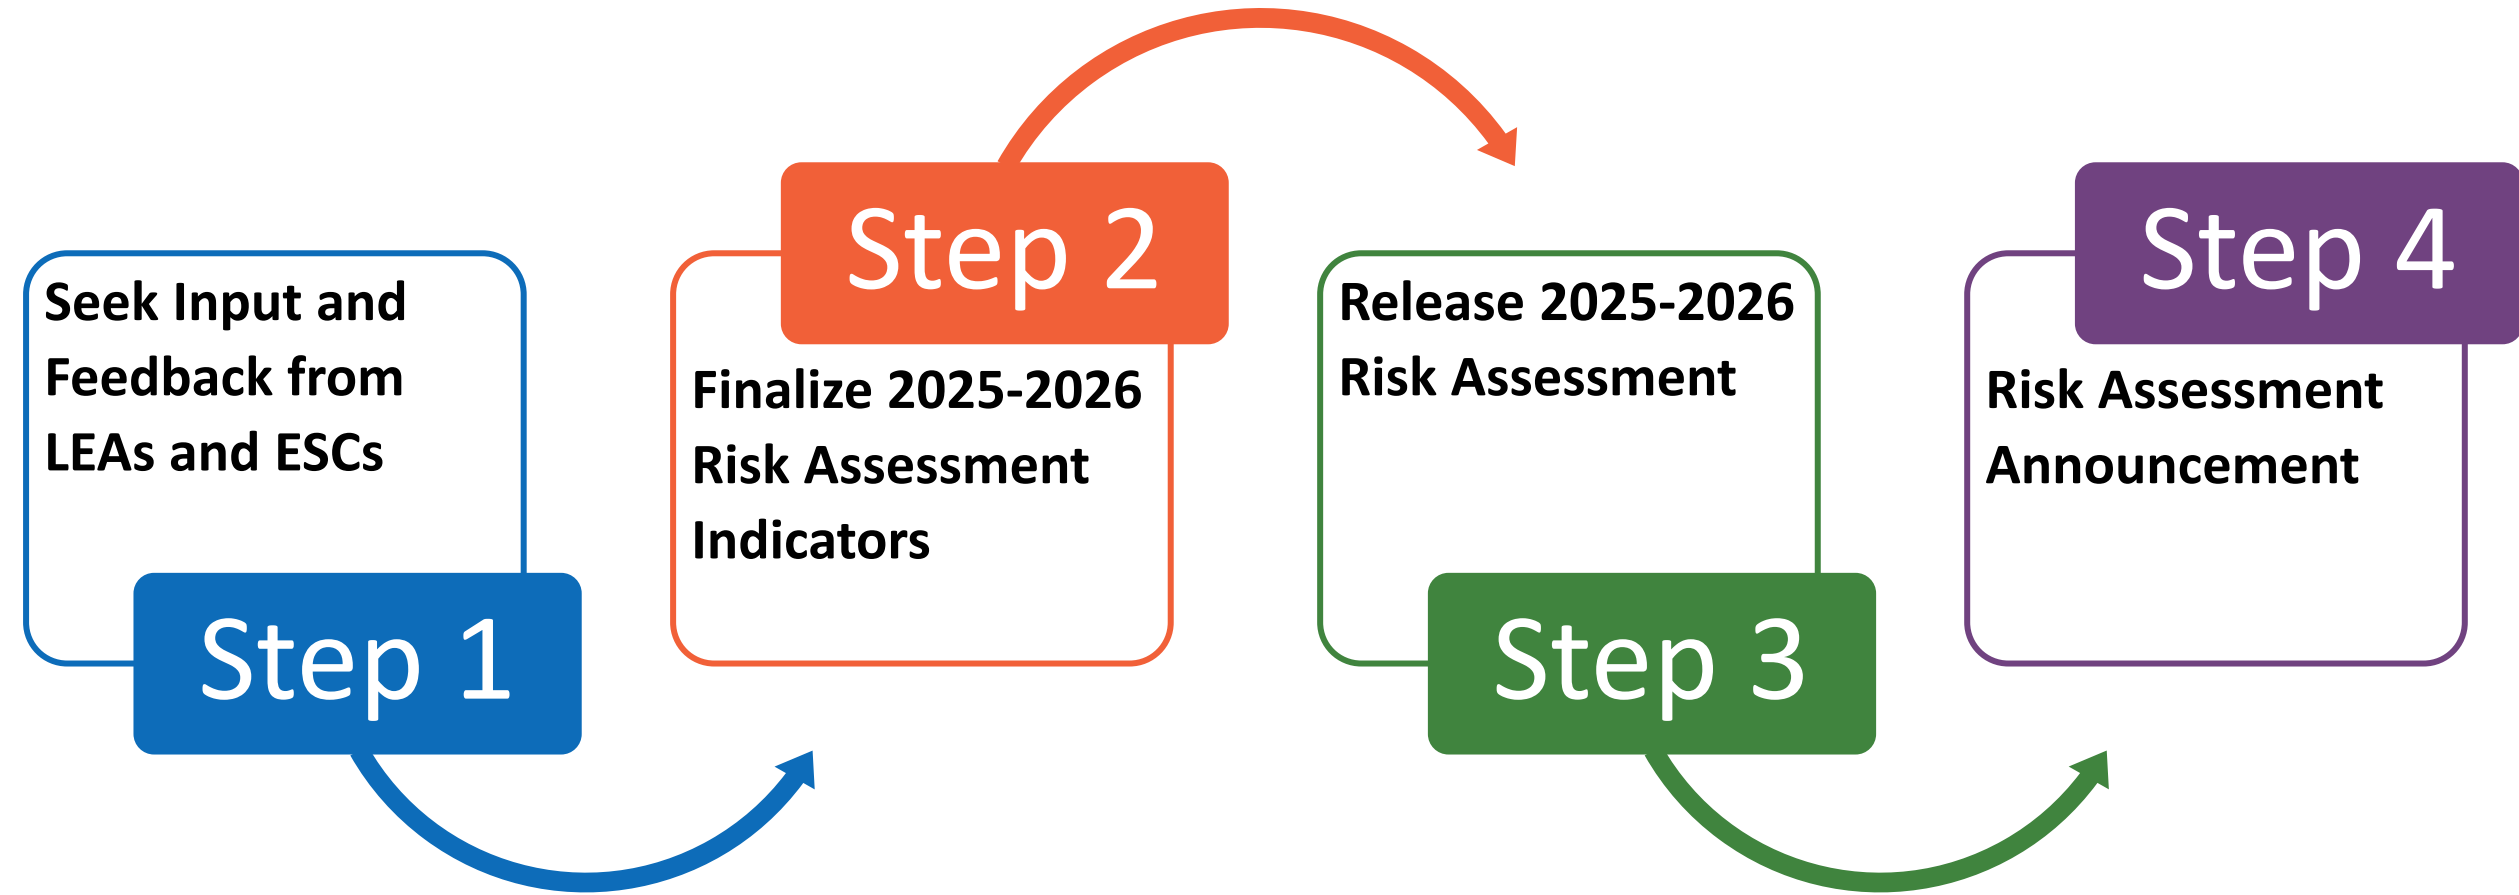 Seek Input and
Feedback from
LEAs and ESCs
Step 1
Step 2
Finalize 2025-2026
Risk Assessment
Indicators
Release 2025-2026
Risk Assessment
Step 3
Step 4
Risk Assessment
Announcement